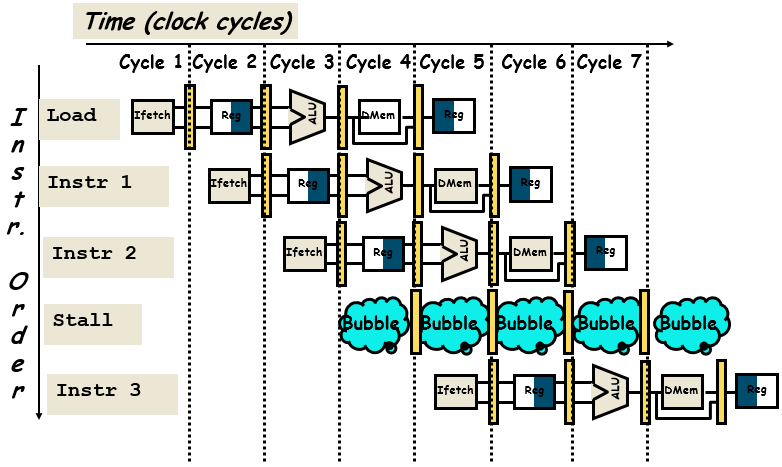 Time (clock cycles)
Cycle 1 Cycle 2 Cycle 3 Cycle 4 Cycle 5 Cycle 6 Cycle 7
Instr. Order
Load Ifetch Reg ALU DMem Reg
Instr 1 Ifetch Reg ALU DMem Reg
Instr 2 Ifetch Reg ALU DMem Reg
Stall Bubble Bubble Bubble Bubble Bubble
Instr 3 Ifetch Reg ALU DMem Reg